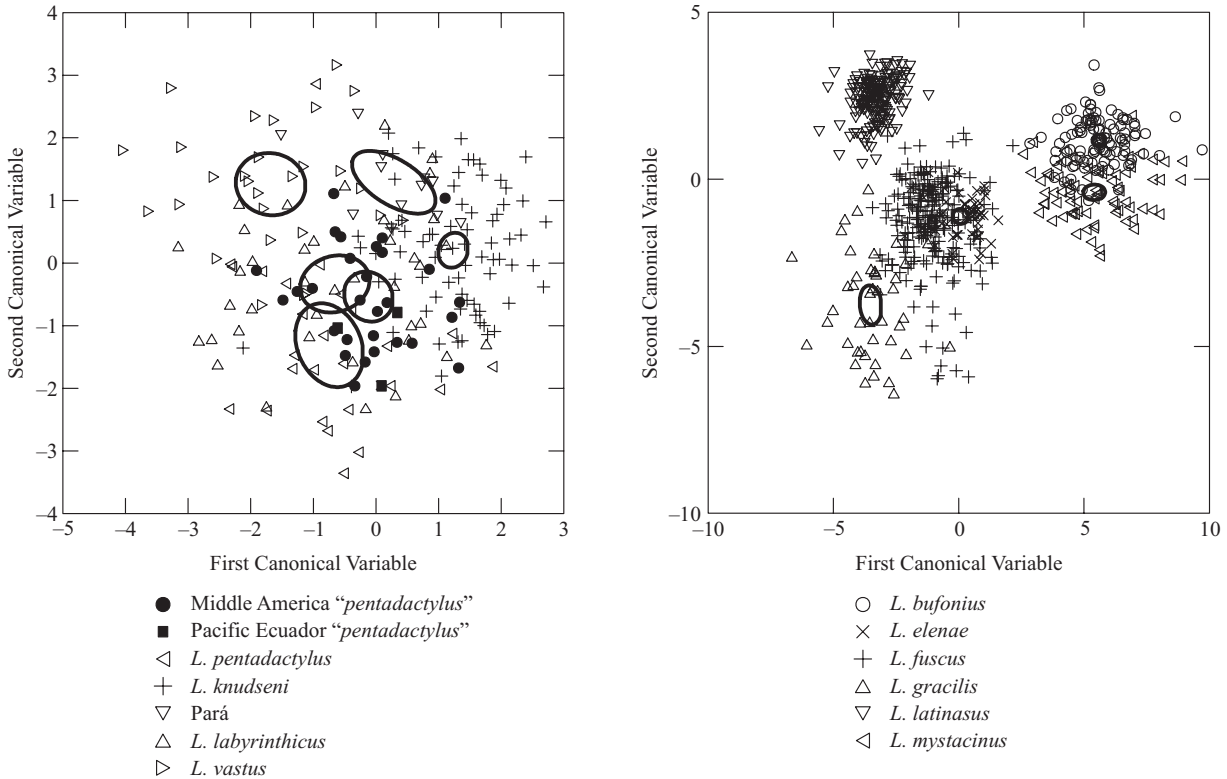 4
3
2
1
0
–1
–2
–3
–4
Second Canonical Variable
–5
–4
–3
–2
–1
0
1
2
3
First Canonical Variable
Middle America “pentadactylus”
Pacific Ecuador “pentadactylus”
L. pentadactylus
L. knudseni
Pará
L. labyrinthicus
L. vastus
5
0
–5
–10
Second Canonical Variable
–10
–5
0
5
10
First Canonical Variable
L. bufonius
L. elenae
L. fuscus
L. gracilis
L. latinasus
L. mystacinus